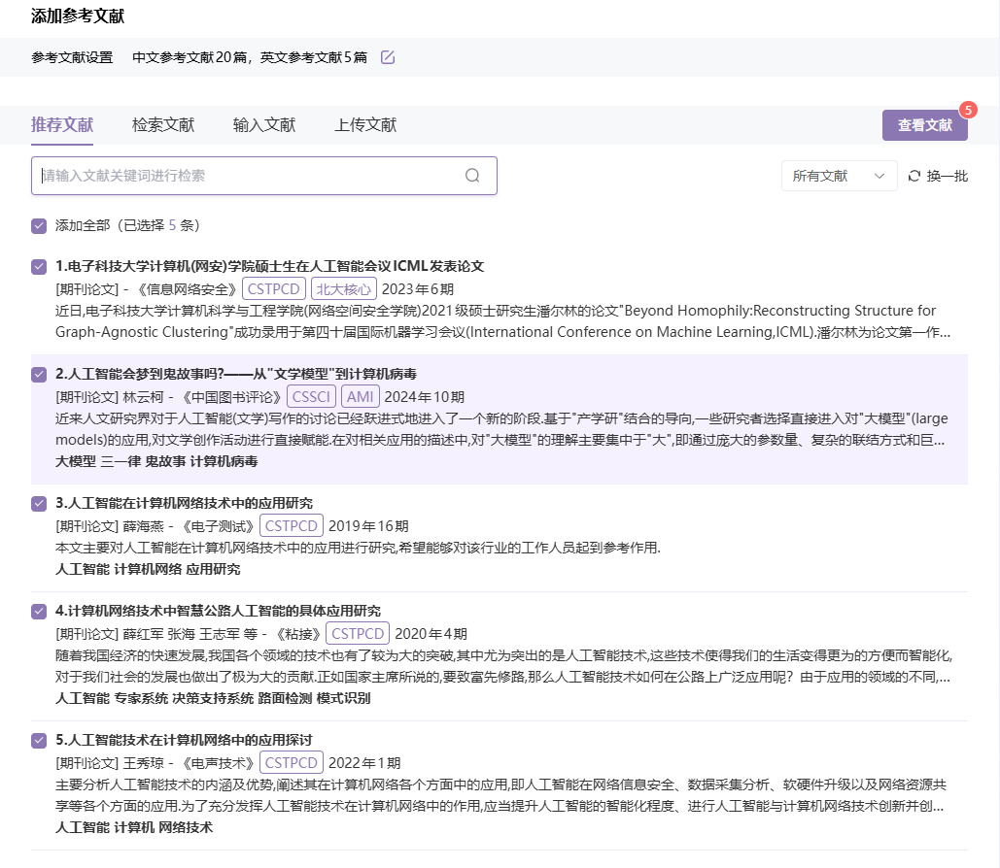 添加参考文献
参考文献设置 中文参考文献20篇，英文参考文献5篇
推荐文献 检索文献 输入文献 上传文献 查看文献 5
请输入文献关键词进行检索 所有文献 换一批
添加全部（已选择 5 条）
1.电子科技大学计算机(网安)学院硕士生在人工智能会议ICML发表论文
[期刊论文] - 《信息网络安全》 CSTPCD 北大核心 2023年6期
近日,电子科技大学计算机科学与工程学院(网络空间安全学院)2021级硕士研究生潘尔林的论文"Beyond Homophily:Reconstructing Structure for
Graph-Agnostic Clustering"成功录用于第四十届国际机器学习会议(International Conference on Machine Learning,ICML).潘尔林为论文第一作...
2.人工智能会梦到鬼故事吗?——从"文学模型"到计算机病毒
[期刊论文] 林云柯 - 《中国图书评论》 CSSCI AMI 2024年10期
近来人文研究界对于人工智能(文学)写作的讨论已经跃进式地进入了一个新的阶段.基于"产学研"结合的导向,一些研究者选择直接进入对"大模型"(large
models)的应用,对文学创作活动进行直接赋能.在对相关应用的描述中,对"大模型"的理解主要集中于"大",即通过庞大的参数量、复杂的联结方式和巨...
大模型 三一律 鬼故事 计算机病毒
3.人工智能在计算机网络技术中的应用研究
[期刊论文] 薛海燕 - 《电子测试》 CSTPCD 2019年16期
本文主要对人工智能在计算机网络技术中的应用进行研究,希望能够对该行业的工作人员起到参考作用.
人工智能 计算机网络 应用研究
4.计算机网络技术中智慧公路人工智能的具体应用研究
[期刊论文] 薛红军 张海 王志军 等 - 《粘接》 CSTPCD 2020年4期
随着我国经济的快速发展,我国各个领域的技术也有了较为大的突破,其中尤为突出的是人工智能技术,这些技术使得我们的生活变得更为的方便而智能化,
对于我们社会的发展也做出了极为大的贡献.正如国家主席所说的,要致富先修路,那么人工智能技术如何在公路上广泛应用呢？由于应用的领域的不同,...
人工智能 专家系统 决策支持系统 路面检测 模式识别
5.人工智能技术在计算机网络中的应用探讨
[期刊论文] 王秀琼 - 《电声技术》 CSTPCD 2022年1期
主要分析人工智能技术的内涵及优势,阐述其在计算机网络各个方面中的应用,即人工智能在网络信息安全、数据采集分析、软硬件升级以及网络资源共
享等各个方面的应用.为了充分发挥人工智能技术在计算机网络中的作用,应当提升人工智能的智能化程度、进行人工智能与计算机网络技术创新并创...
人工智能 计算机 网络技术